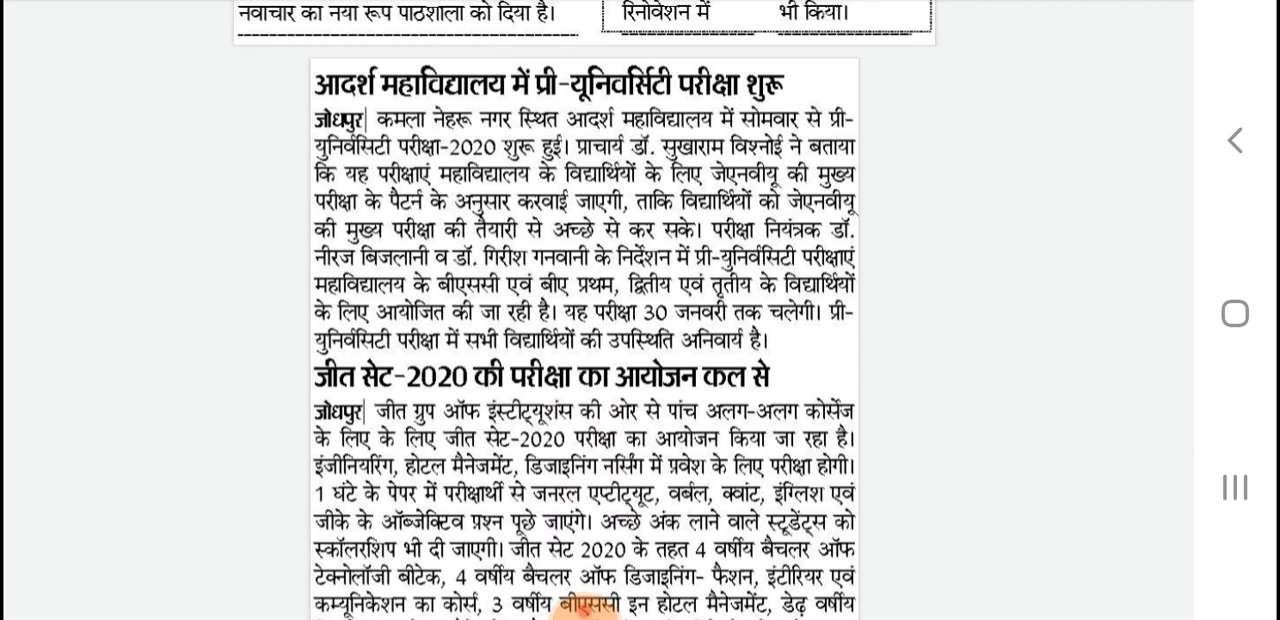 नवाचार का नया रूप पाठशाला को दिया है।
रिनोवेशन में भी किया।
आदर्श महाविद्यालय में प्री-यूनिवर्सिटी परीक्षा शुरू
जोधपुर| कमला नेहरू नगर स्थित आदर्श महाविद्यालय में सोमवार से प्री-
युनिर्वसिटी परीक्षा-2020 शुरू हुई। प्राचार्य डॉ. सुखाराम विश्नोई ने बताया
कि यह परीक्षाएं महाविद्यालय के विद्यार्थियों के लिए जेएनवीयू की मुख्य
परीक्षा के पैटर्न के अनुसार करवाई जाएगी, ताकि विद्यार्थियों को जेएनवीयू
की मुख्य परीक्षा की तैयारी से अच्छे से कर सके। परीक्षा नियंत्रक डॉ.
नीरज बिजलानी व डॉ. गिरीश गनवानी के निर्देशन में प्री-युनिर्वसिटी परीक्षाएं
महाविद्यालय के बीएससी एवं बीए प्रथम, द्वितीय एवं तृतीय के विद्यार्थियों
के लिए आयोजित की जा रही है। यह परीक्षा 30 जनवरी तक चलेगी। प्री-
युनिर्वसिटी परीक्षा में सभी विद्यार्थियों की उपस्थिति अनिवार्य है।
जीत सेट-2020 की परीक्षा का आयोजन कल से
जोधपुर| जीत ग्रुप ऑफ इंस्टीट्यूशंस की ओर से पांच अलग-अलग कोर्सेज
के लिए के लिए जीत सेट-2020 परीक्षा का आयोजन किया जा रहा है।
इंजीनियरिंग, होटल मैनेजमेंट, डिजाइनिंग नर्सिंग में प्रवेश के लिए परीक्षा होगी।
1 घंटे के पेपर में परीक्षार्थी से जनरल एप्टीट्यूट, वर्बल, क्वांट, इंग्लिश एवं
जीके के ऑब्जेक्टिव प्रश्न पूछे जाएंगे। अच्छे अंक लाने वाले स्टूडेंट्स को
स्कॉलरशिप भी दी जाएगी। जीत सेट 2020 के तहत 4 वर्षीय बैचलर ऑफ
टेक्नोलॉजी बीटेक, 4 वर्षीय बैचलर ऑफ डिजाइनिंग- फैशन, इंटीरियर एवं
कम्यूनिकेशन का कोर्स, 3 वर्षीय बीएससी इन होटल मैनेजमेंट, डेढ़ वर्षीय